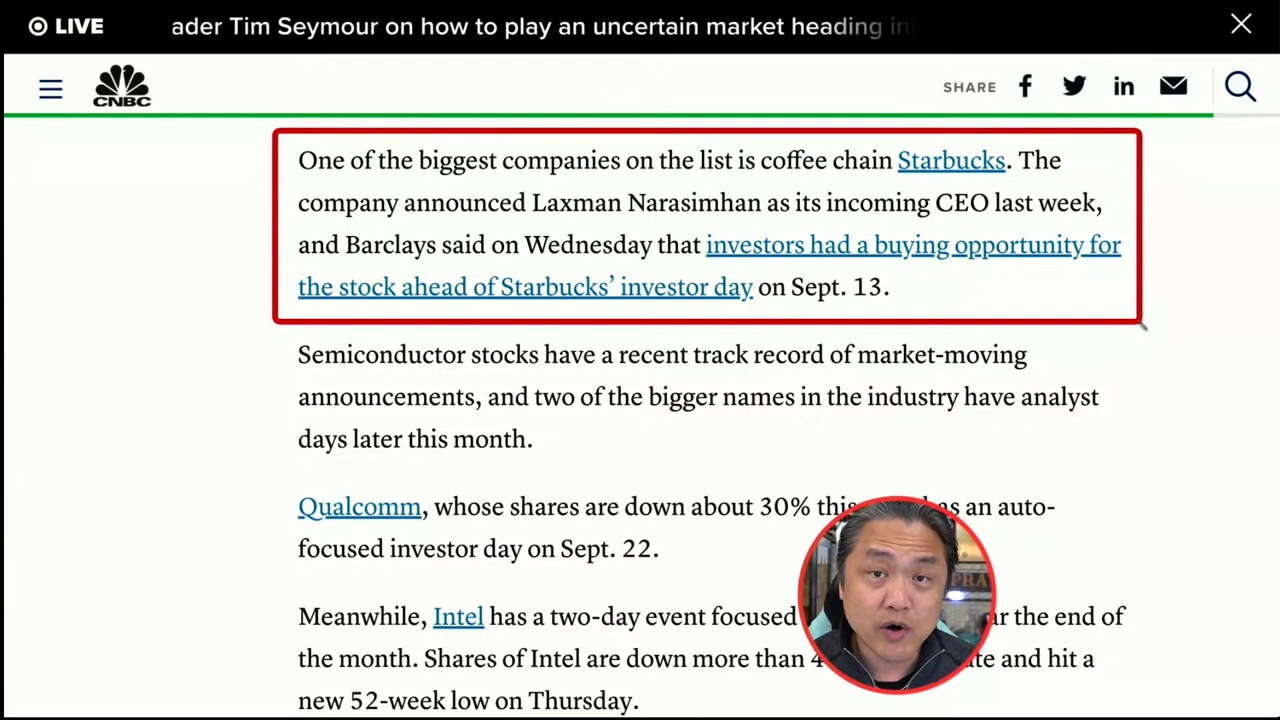 LIVE
ader Tim Seymour on how to play an uncertain market heading in
CNBC
SHARE
One of the biggest companies on the list is coffee chain Starbucks. The
company announced Laxman Narasimhan as its incoming CEO last week,
and Barclays said on Wednesday that investors had a buying opportunity for
the stock ahead of Starbucks’ investor day on Sept. 13.
Semiconductor stocks have a recent track record of market-moving
announcements, and two of the bigger names in the industry have analyst
days later this month.
Qualcomm, whose shares are down about 30% this has an auto-
focused investor day on Sept. 22.
Meanwhile, Intel has a two-day event focused the end of
the month. Shares of Intel are down more than and hit a
new 52-week low on Thursday.